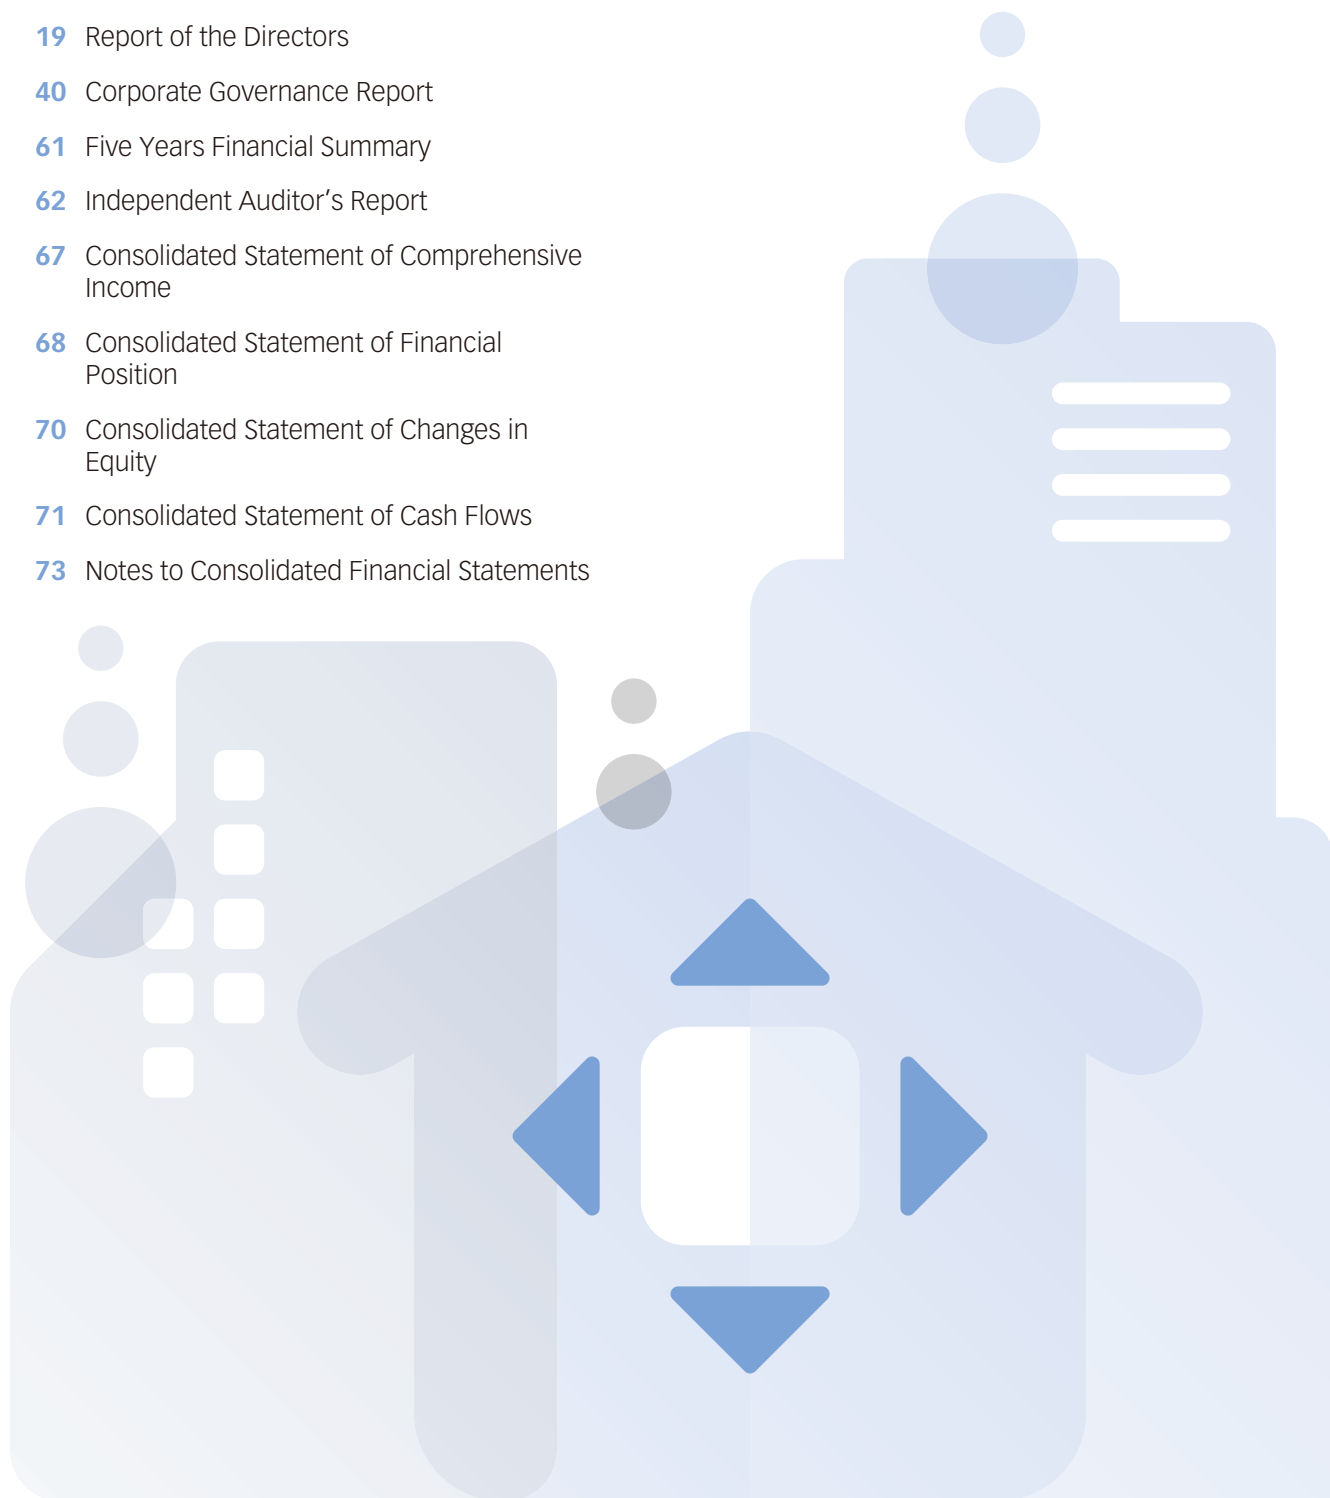 19 Report of the Directors
40 Corporate Governance Report
61 Five Years Financial Summary
62 Independent Auditor’s Report
67 Consolidated Statement of Comprehensive
Income
68 Consolidated Statement of Financial
Position
70 Consolidated Statement of Changes in
Equity
71 Consolidated Statement of Cash Flows
73 Notes to Consolidated Financial Statements